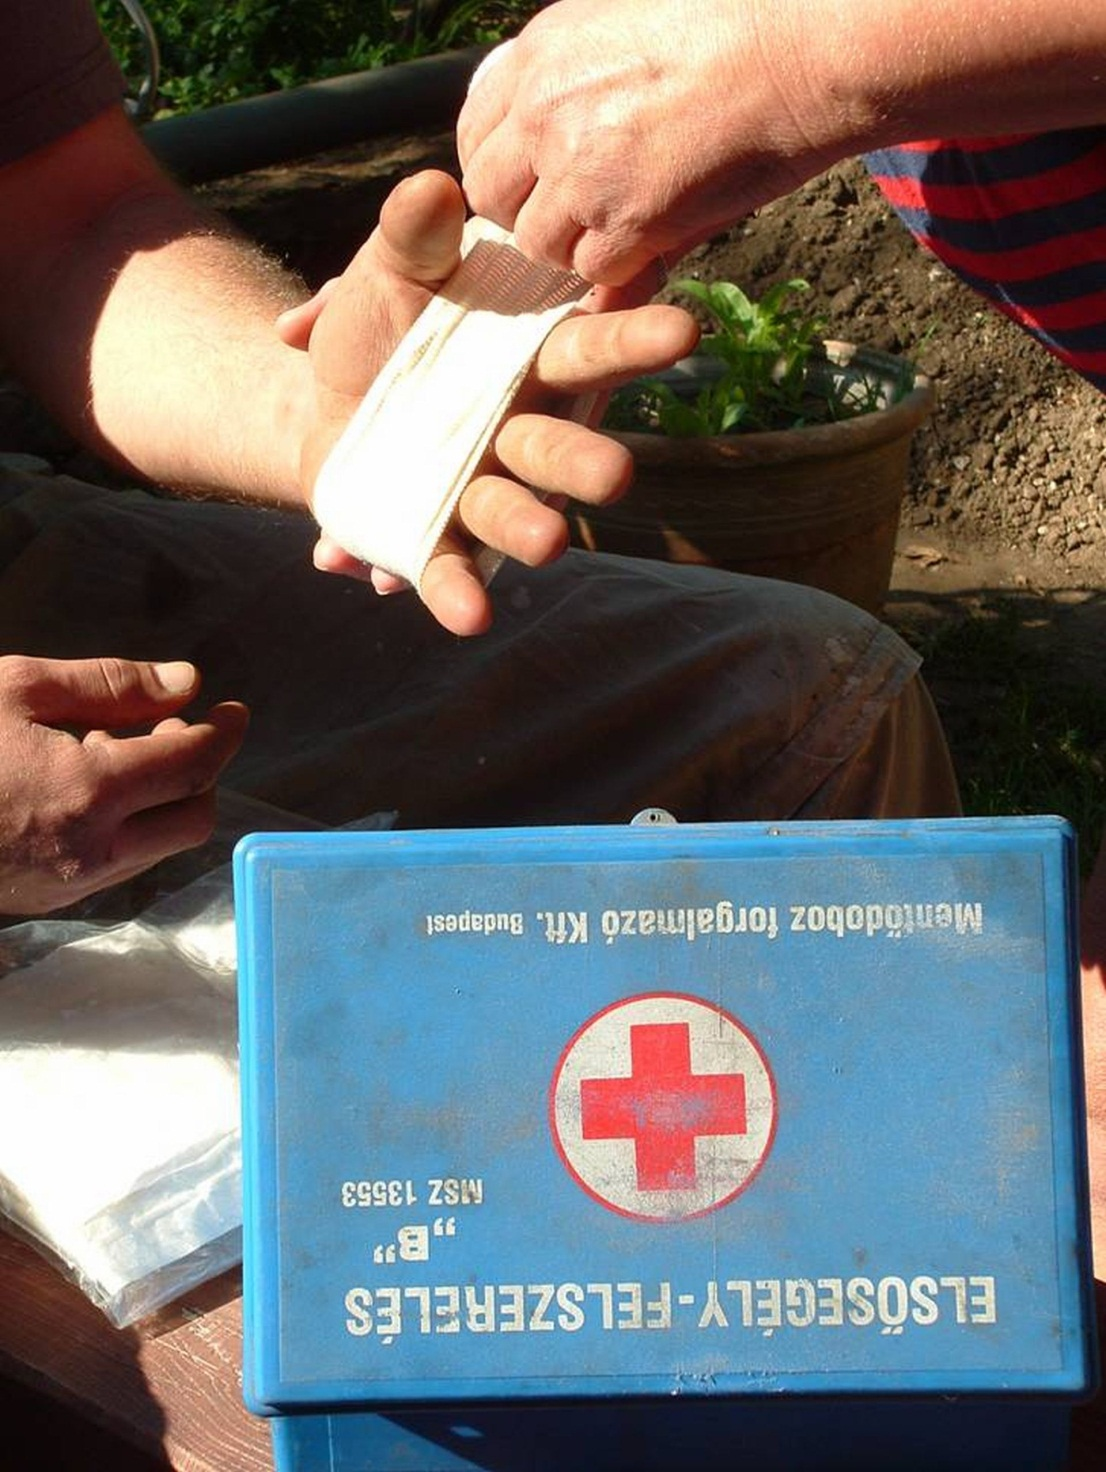 ELSŐSEGÉLY-FELSZERELÉS
„B”
MSZ 13553
Mentődoboz forgalmazó Kft. Budapest